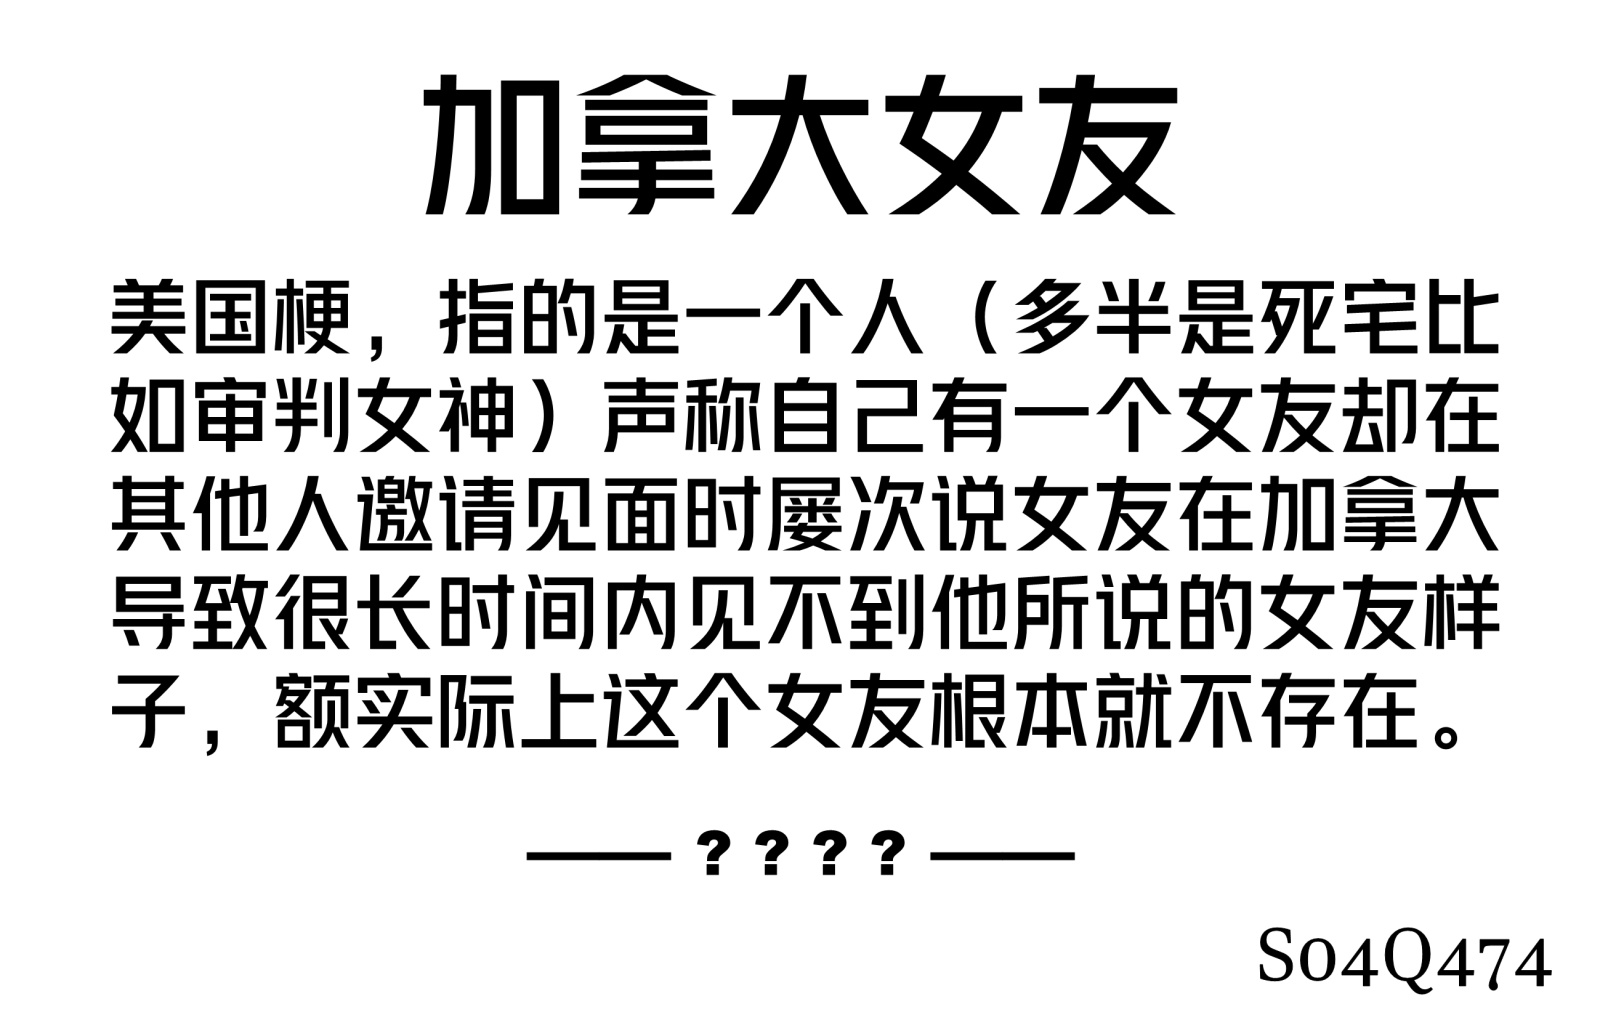 加拿大女友
美国梗，指的是一个人（多半是死宅比
如审判女神）声称自己有一个女友却在
其他人邀请见面时屡次说女友在加拿大
导致很长时间内见不到他所说的女友样
子，额实际上这个女友根本就不存在。
——？？？？——
So4Q474